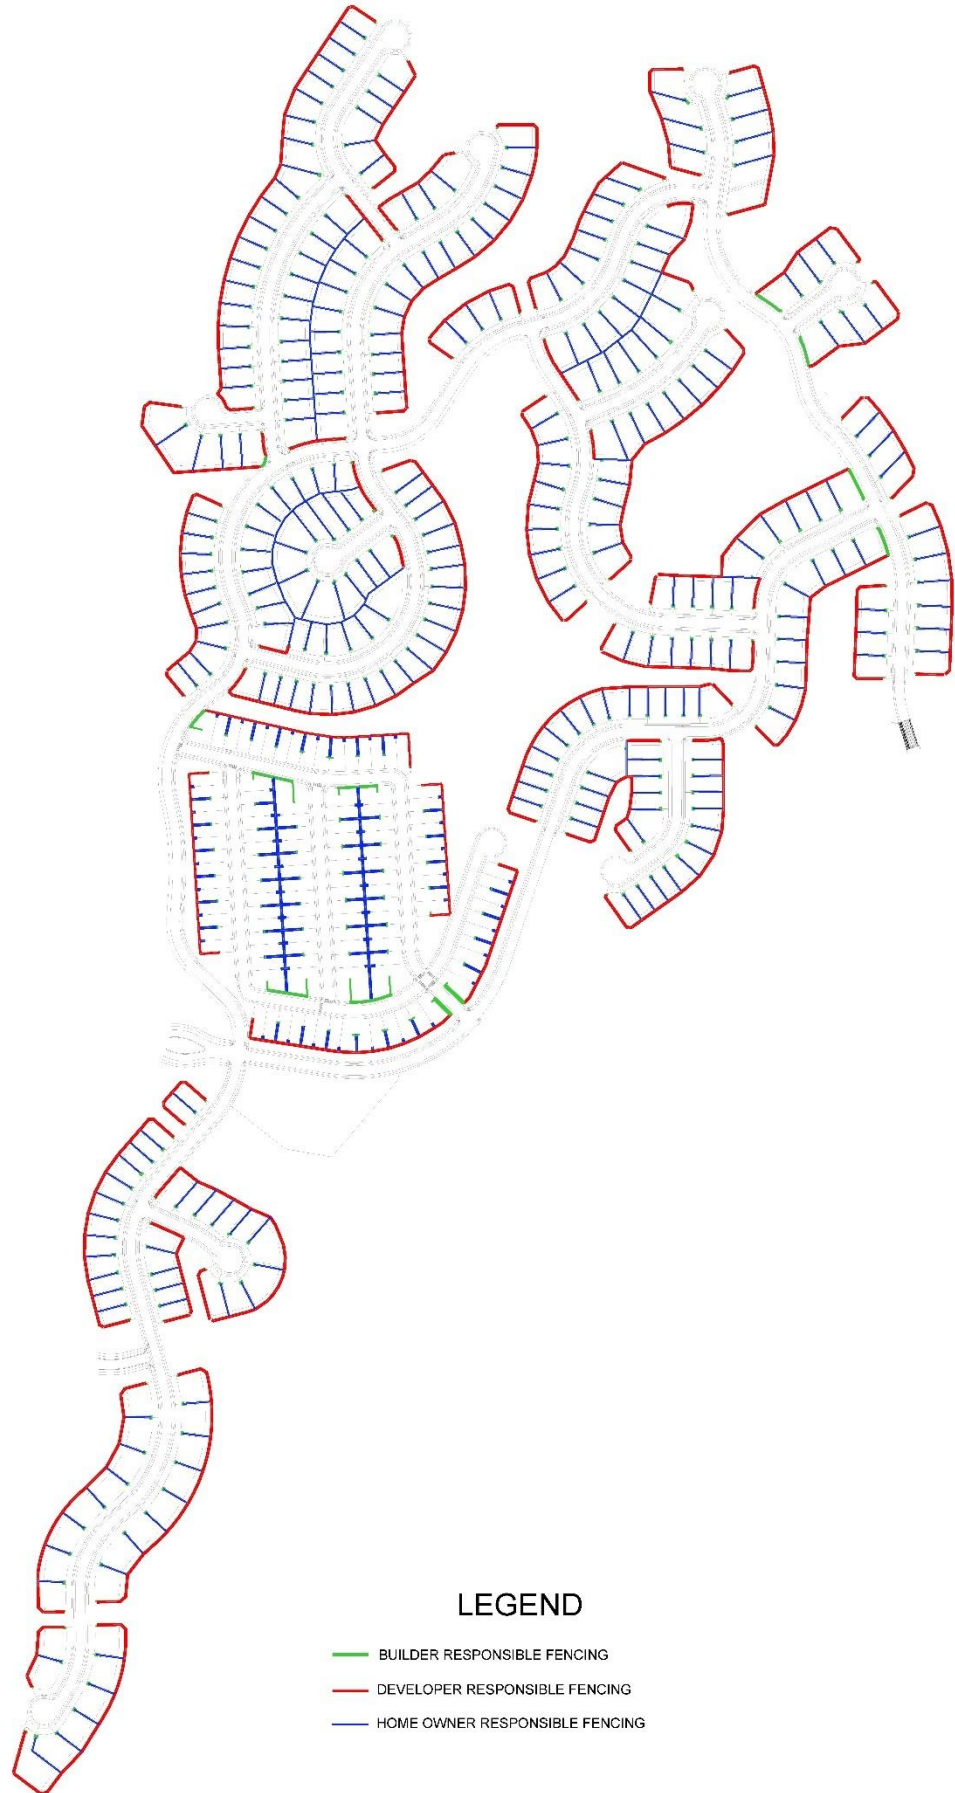 LEGEND
BUILDER RESPONSIBLE FENCING
DEVELOPER RESPONSIBLE FENCING
HOME OWNER RESPONSIBLE FENCING